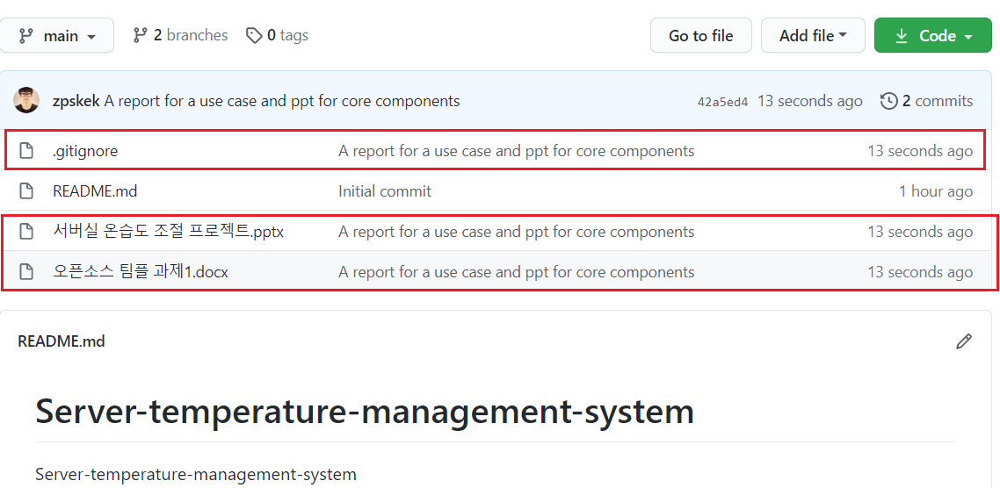 main 2 branches 0 tags Go to file Add file Code
zpskek A report for a use case and ppt for core components 42a5ed4 13 seconds ago 2 commits
.gitignore A report for a use case and ppt for core components 13 seconds ago
README.md Initial commit 1 hour ago
서버실 온습도 조절 프로젝트.pptx A report for a use case and ppt for core components 13 seconds ago
오픈소스 팀플 과제1.docx A report for a use case and ppt for core components 13 seconds ago
README.md
Server-temperature-management-system
Server-temperature-management-system